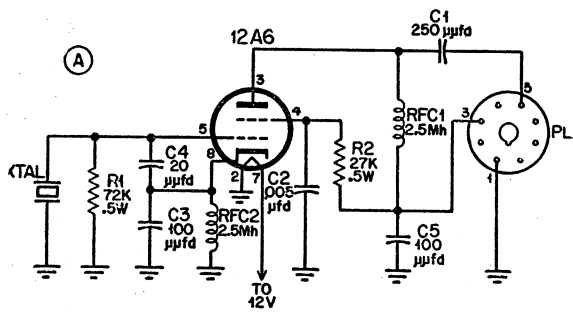 A
12A6
C1
250 µµfd
3
4
5
8
2
7
XTAL
R1
72K
.5W
C4
20
µµfd
C3
100
µµfd
RFC2
2.5Mh
C2
.005
µfd
TO
12V
R2
27K
.5W
RFC1
2.5Mh
C5
100
µµfd
3
5
1
PL